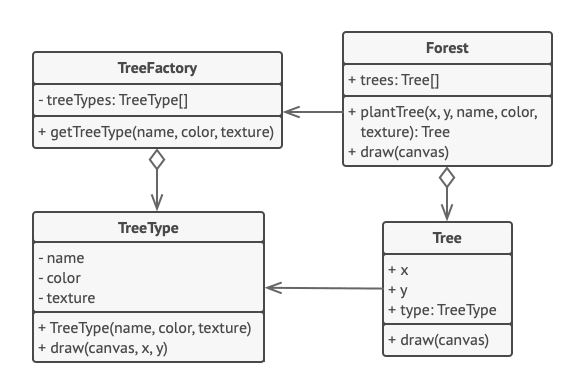 TreeFactory
- treeTypes: TreeType[]
+ getTreeType(name, color, texture)
Forest
+ trees: Tree[]
+ plantTree(x, y, name, color,
texture): Tree
+ draw(canvas)
TreeType
- name
- color
- texture
+ TreeType(name, color, texture)
+ draw(canvas, x, y)
Tree
+ x
+ y
+ type: TreeType
+ draw(canvas)